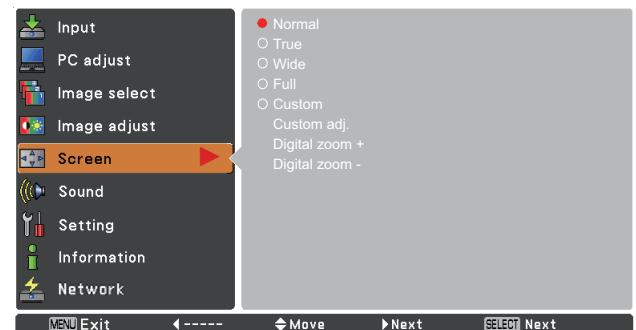 Input
PC adjust
Image select
Image adjust
Screen
Sound
Setting
Information
Network
Normal
True
Wide
Full
Custom
Custom adj.
Digital zoom +
Digital zoom -
MENU Exit ◀ ----- Move ▶ Next SELECT Next